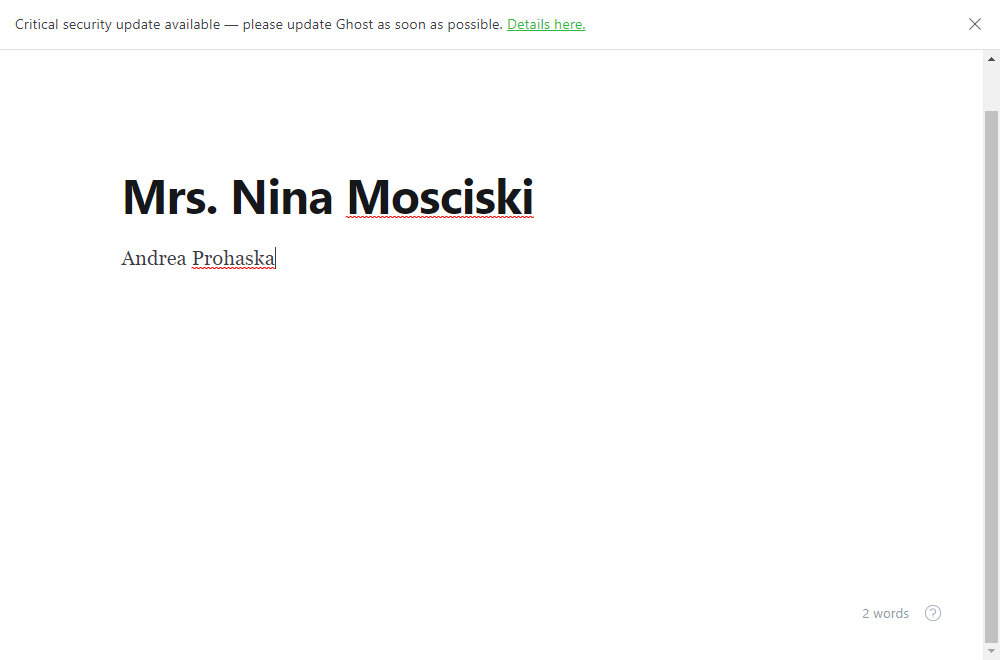 Critical security update available — please update Ghost as soon as possible. Details here.
Mrs. Nina Mosciski
Andrea Prohaska
2 words